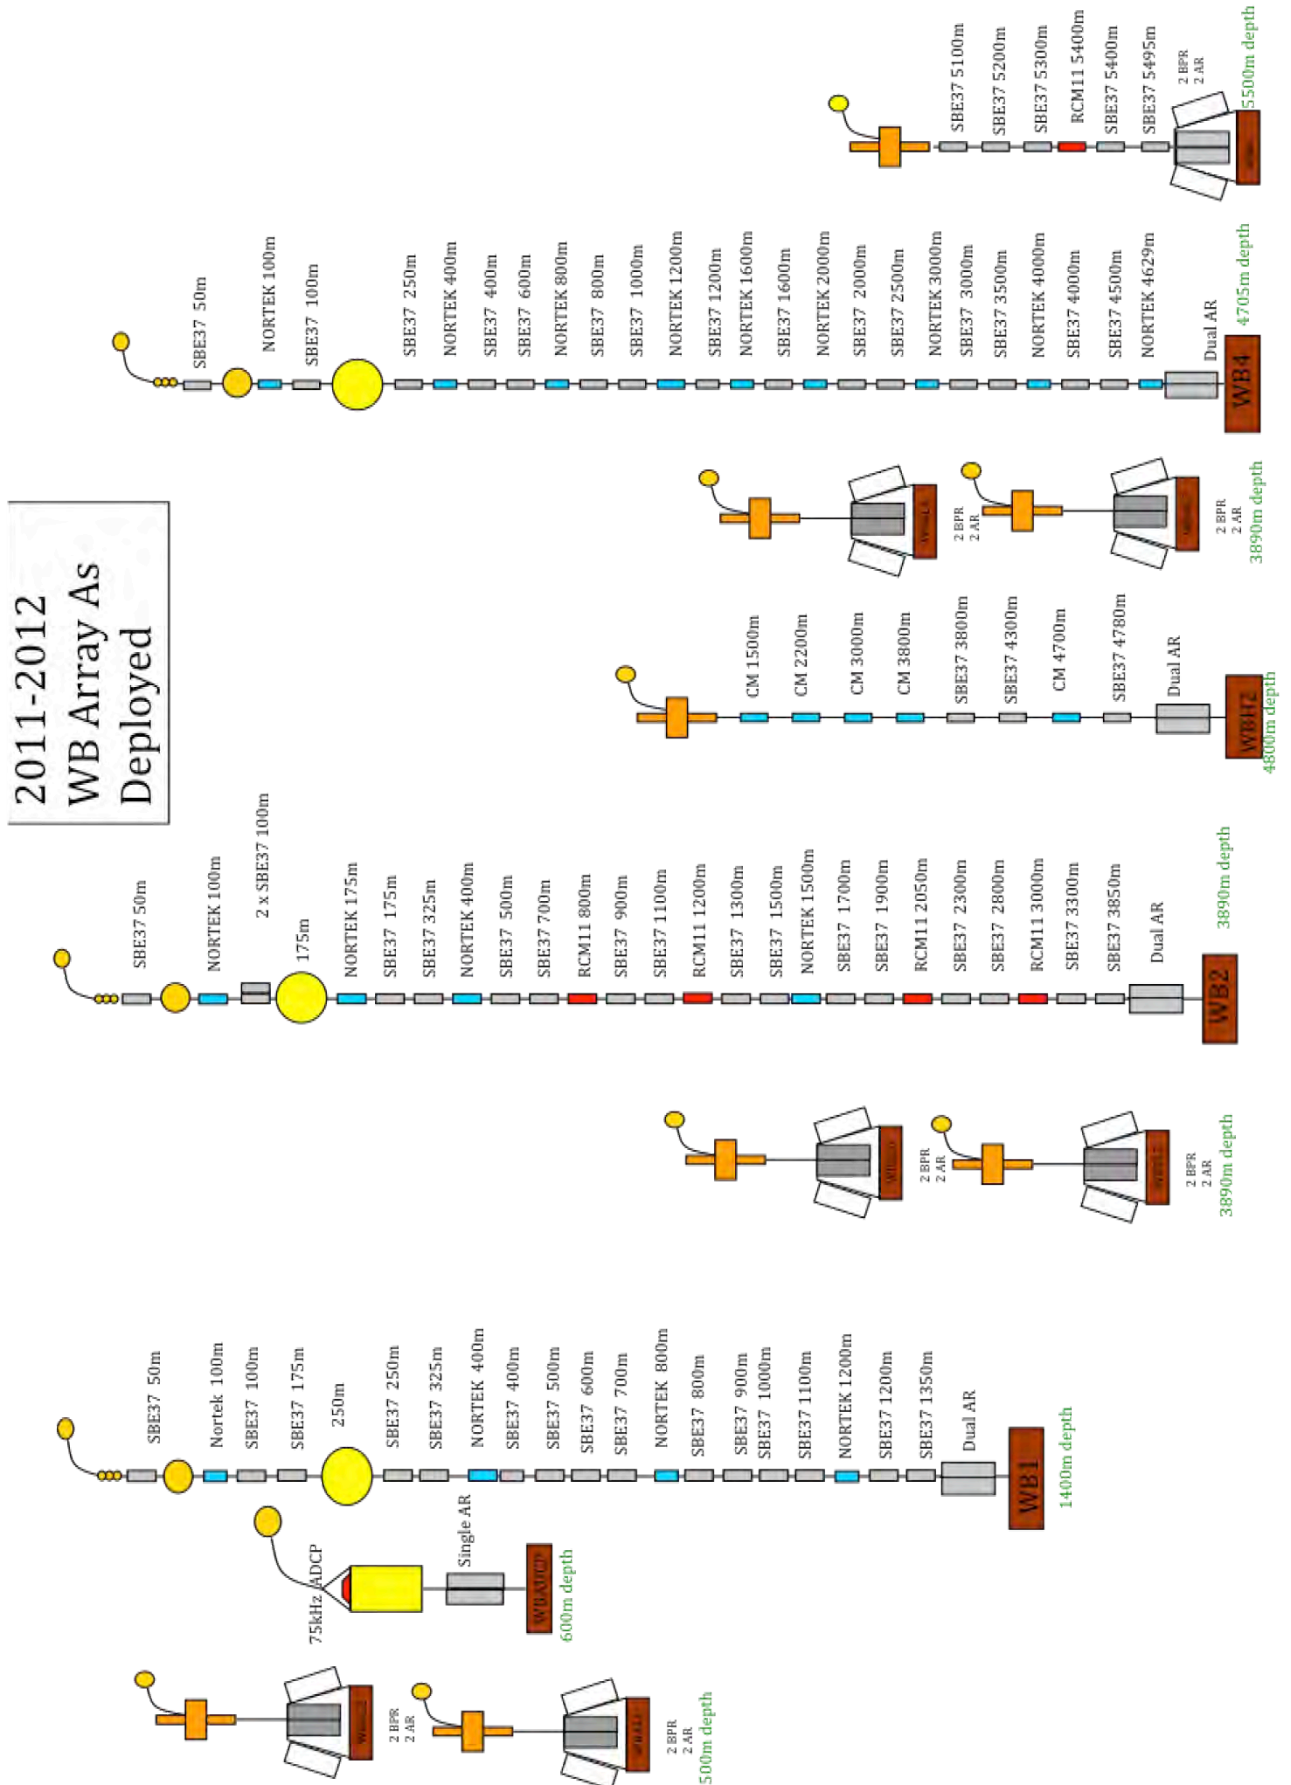 2011-2012
WB Array As
Deployed
2 BPR
2 AR
2 BPR
2 AR
500m depth
75kHz ADCP
Single AR
WBADCP
600m depth
SBE37 50m
Nortek 100m
SBE37 100m
SBE37 175m
250m
SBE37 250m
SBE37 325m
NORTEK 400m
SBE37 400m
SBE37 500m
SBE37 600m
SBE37 700m
NORTEK 800m
SBE37 800m
SBE37 900m
SBE37 1000m
SBE37 1100m
NORTEK 1200m
SBE37 1200m
SBE37 1350m
Dual AR
WB1
1400m depth
2 BPR
2 AR
2 BPR
2 AR
3890m depth
SBE37 50m
NORTEK 100m
2 x SBE37 100m
175m
NORTEK 175m
SBE37 175m
SBE37 325m
NORTEK 400m
SBE37 500m
SBE37 700m
RCM11 800m
SBE37 900m
SBE37 1100m
RCM11 1200m
SBE37 1300m
SBE37 1500m
NORTEK 1500m
SBE37 1700m
SBE37 1900m
RCM11 2050m
SBE37 2300m
SBE37 2800m
RCM11 3000m
SBE37 3300m
SBE37 3850m
Dual AR
WB2
3890m depth
CM 1500m
CM 2200m
CM 3000m
CM 3800m
SBE37 3800m
SBE37 4300m
CM 4700m
SBE37 4780m
Dual AR
WBH2
4800m depth
2 BPR
2 AR
2 BPR
2 AR
3890m depth
SBE37 50m
NORTEK 100m
SBE37 100m
SBE37 250m
NORTEK 400m
SBE37 400m
SBE37 600m
NORTEK 800m
SBE37 800m
SBE37 1000m
NORTEK 1200m
SBE37 1200m
NORTEK 1600m
SBE37 1600m
NORTEK 2000m
SBE37 2000m
SBE37 2500m
NORTEK 3000m
SBE37 3000m
SBE37 3500m
NORTEK 4000m
SBE37 4000m
SBE37 4500m
NORTEK 4629m
Dual AR
WB4
4705m depth
SBE37 5100m
SBE37 5200m
SBE37 5300m
RCM11 5400m
SBE37 5400m
SBE37 5495m
2 BPR
2 AR
5500m depth